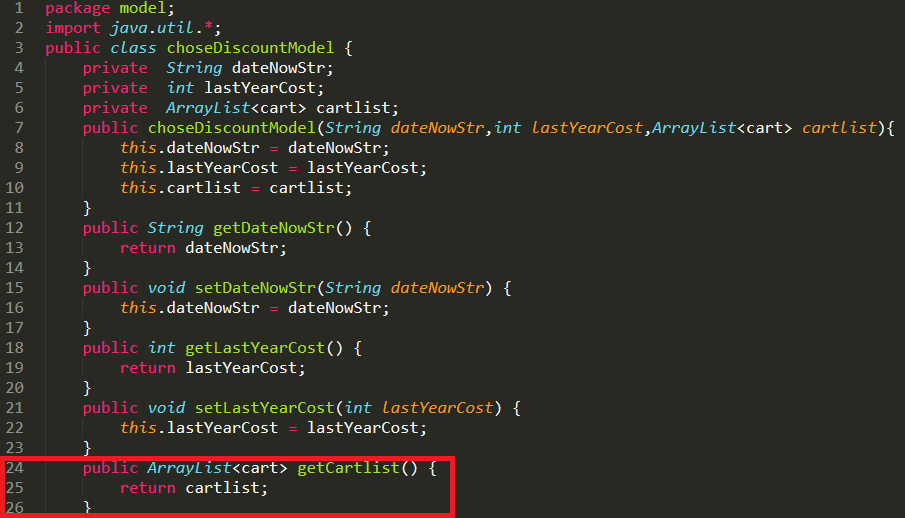 1 package model;
2 import java.util.*;
3 public class choseDiscountModel {
4 private  String dateNowStr;
5 private  int lastYearCost;
6 private  ArrayList<cart> cartlist;
7 public choseDiscountModel(String dateNowStr,int lastYearCost,ArrayList<cart> cartlist){
8 this.dateNowStr = dateNowStr;
9 this.lastYearCost = lastYearCost;
10 this.cartlist = cartlist;
11 }
12 public String getDateNowStr() {
13 return dateNowStr;
14 }
15 public void setDateNowStr(String dateNowStr) {
16 this.dateNowStr = dateNowStr;
17 }
18 public int getLastYearCost() {
19 return lastYearCost;
20 }
21 public void setLastYearCost(int lastYearCost) {
22 this.lastYearCost = lastYearCost;
23 }
24 public ArrayList<cart> getCartlist() {
25 return cartlist;
26 }